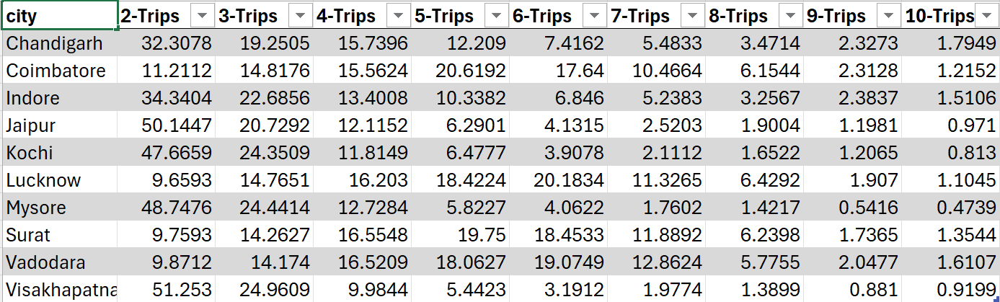 city 2-Trips 3-Trips 4-Trips 5-Trips 6-Trips 7-Trips 8-Trips 9-Trips 10-Trips
Chandigarh 32.3078 19.2505 15.7396 12.209 7.4162 5.4833 3.4714 2.3273 1.7949
Coimbatore 11.2112 14.8176 15.5624 20.6192 17.64 10.4664 6.1544 2.3128 1.2152
Indore 34.3404 22.6856 13.4008 10.3382 6.846 5.2383 3.2567 2.3837 1.5106
Jaipur 50.1447 20.7292 12.1152 6.2901 4.1315 2.5203 1.9004 1.1981 0.971
Kochi 47.6659 24.3509 11.8149 6.4777 3.9078 2.1112 1.6522 1.2065 0.813
Lucknow 9.6593 14.7651 16.203 18.4224 20.1834 11.3265 6.4292 1.907 1.1045
Mysore 48.7476 24.4414 12.7284 5.8227 4.0622 1.7602 1.4217 0.5416 0.4739
Surat 9.7593 14.2627 16.5548 19.75 18.4533 11.8892 6.2398 1.7365 1.3544
Vadodara 9.8712 14.174 16.5209 18.0627 19.0749 12.8624 5.7755 2.0477 1.6107
Visakhapatna 51.253 24.9609 9.9844 5.4423 3.1912 1.9774 1.3899 0.881 0.9199